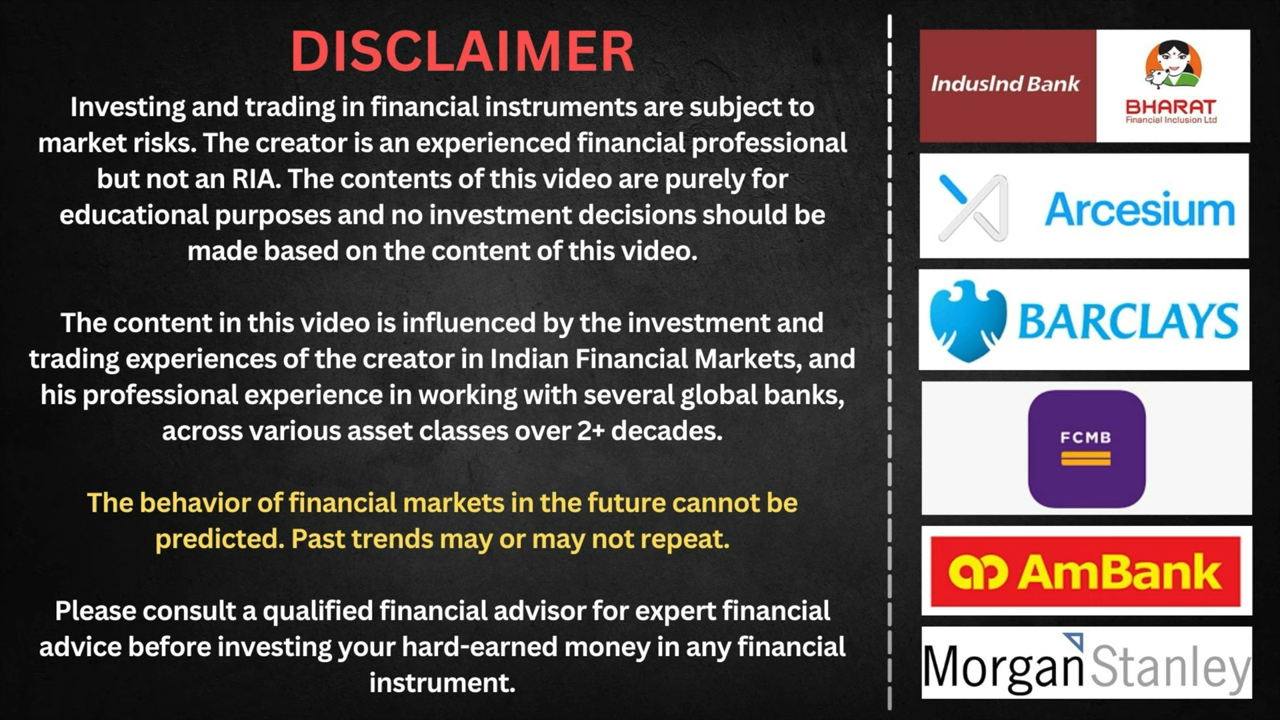 DISCLAIMER
Investing and trading in financial instruments are subject to
market risks. The creator is an experienced financial professional
but not an RIA. The contents of this video are purely for
educational purposes and no investment decisions should be
made based on the content of this video.
The content in this video is influenced by the investment and
trading experiences of the creator in Indian Financial Markets, and
his professional experience in working with several global banks,
across various asset classes over 2+ decades.
The behavior of financial markets in the future cannot be
predicted. Past trends may or may not repeat.
Please consult a qualified financial advisor for expert financial
advice before investing your hard-earned money in any financial
instrument.
IndusInd Bank
BHARAT
Financial Inclusion Ltd
Arcesium
BARCLAYS
FCMB
AmBank
Morgan Stanley